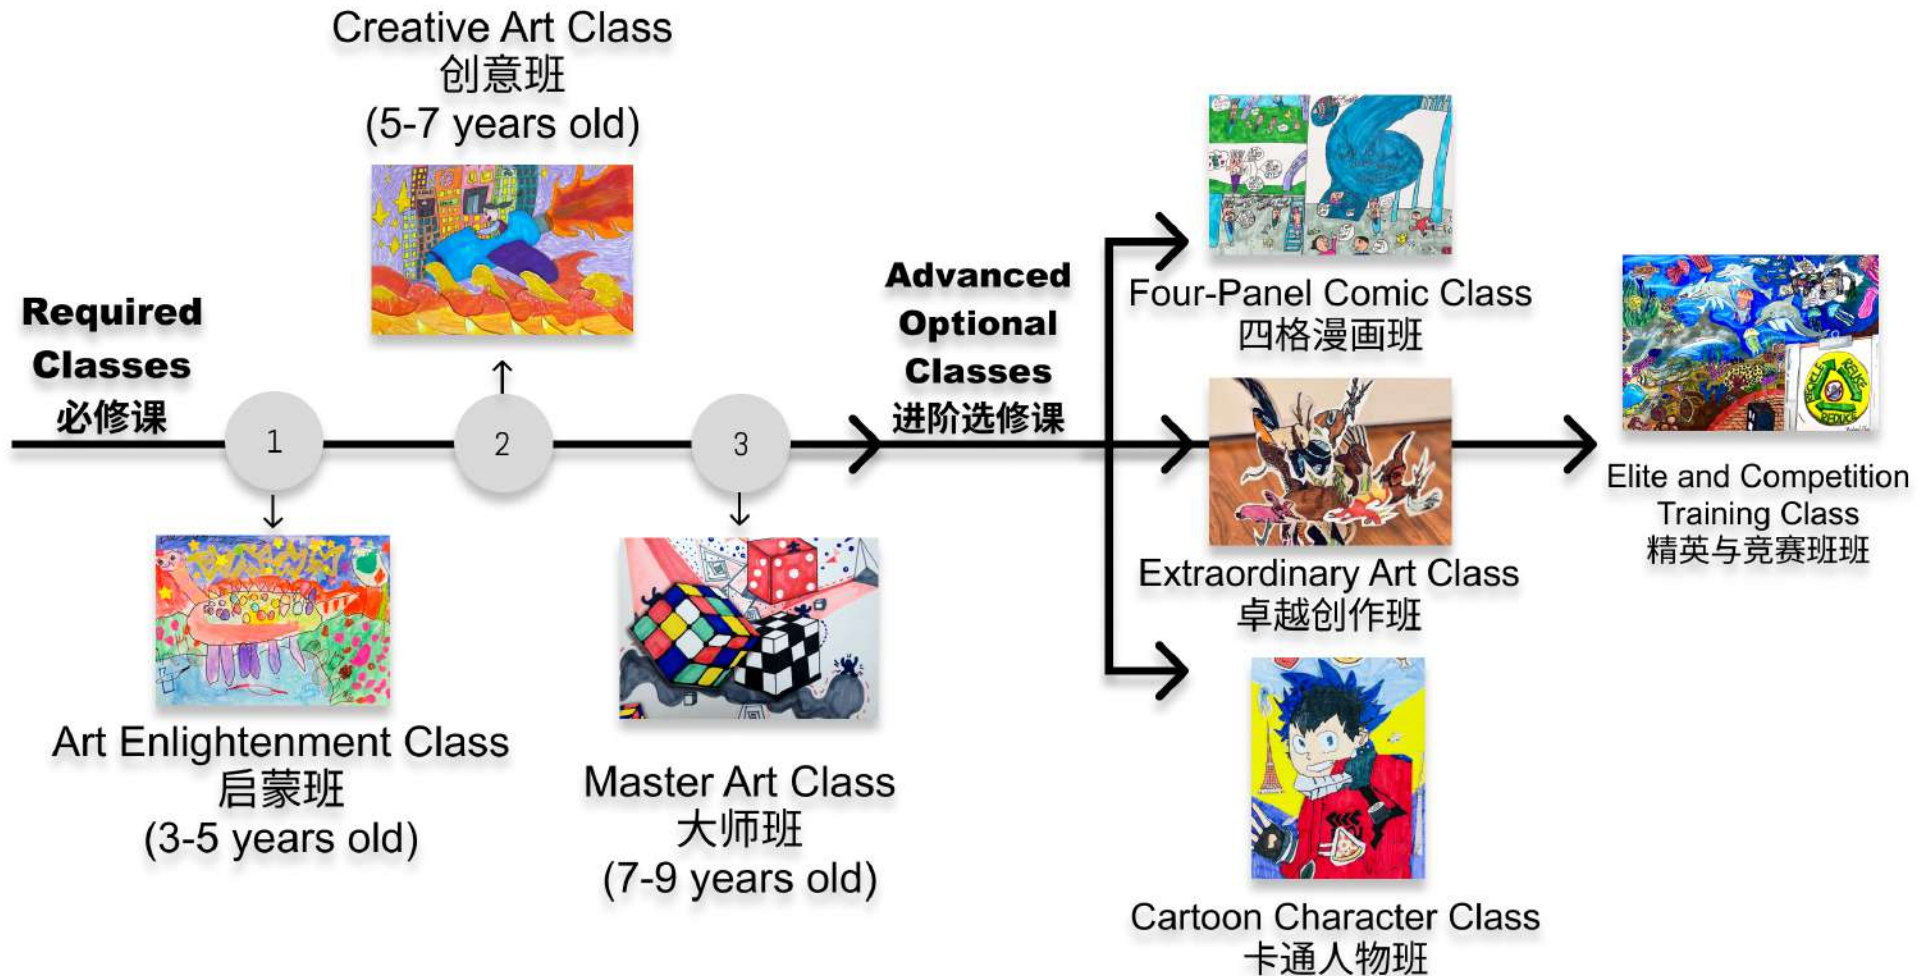 Creative Art Class
创意班
(5-7 years old)
Required
Classes
必修课
1
2
3
Art Enlightenment Class
启蒙班
(3-5 years old)
Master Art Class
大师班
(7-9 years old)
Advanced
Optional
Classes
进阶选修课
Four-Panel Comic Class
四格漫画班
Extraordinary Art Class
卓越创作班
Cartoon Character Class
卡通人物班
RECYCLE
REUSE
REDUCE
Elite and Competition
Training Class
精英与竞赛班班